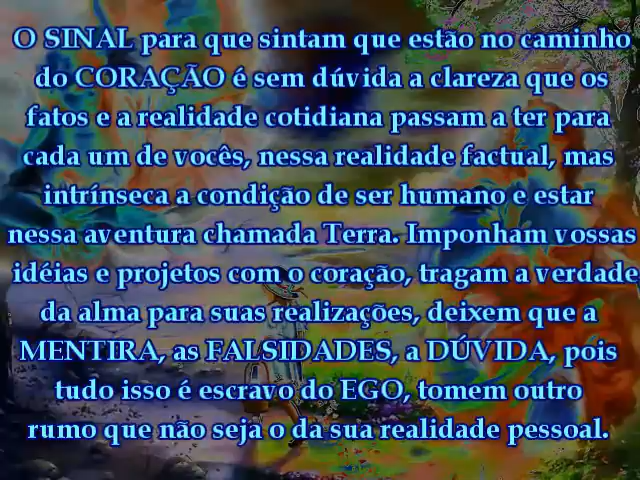 O SINAL para que sintam que estão no caminho
do CORAÇÃO é sem dúvida a clareza que os
fatos e a realidade cotidiana passam a ter para
cada um de vocês, nessa realidade factual, mas
intrínseca a condição de ser humano e estar
nessa aventura chamada Terra. Imponham vossas
idéias e projetos com o coração, tragam a verdade
da alma para suas realizações, deixem que a
MENTIRA, as FALSIDADES, a DÚVIDA, pois
tudo isso é escravo do EGO, tomem outro
rumo que não seja o da sua realidade pessoal.